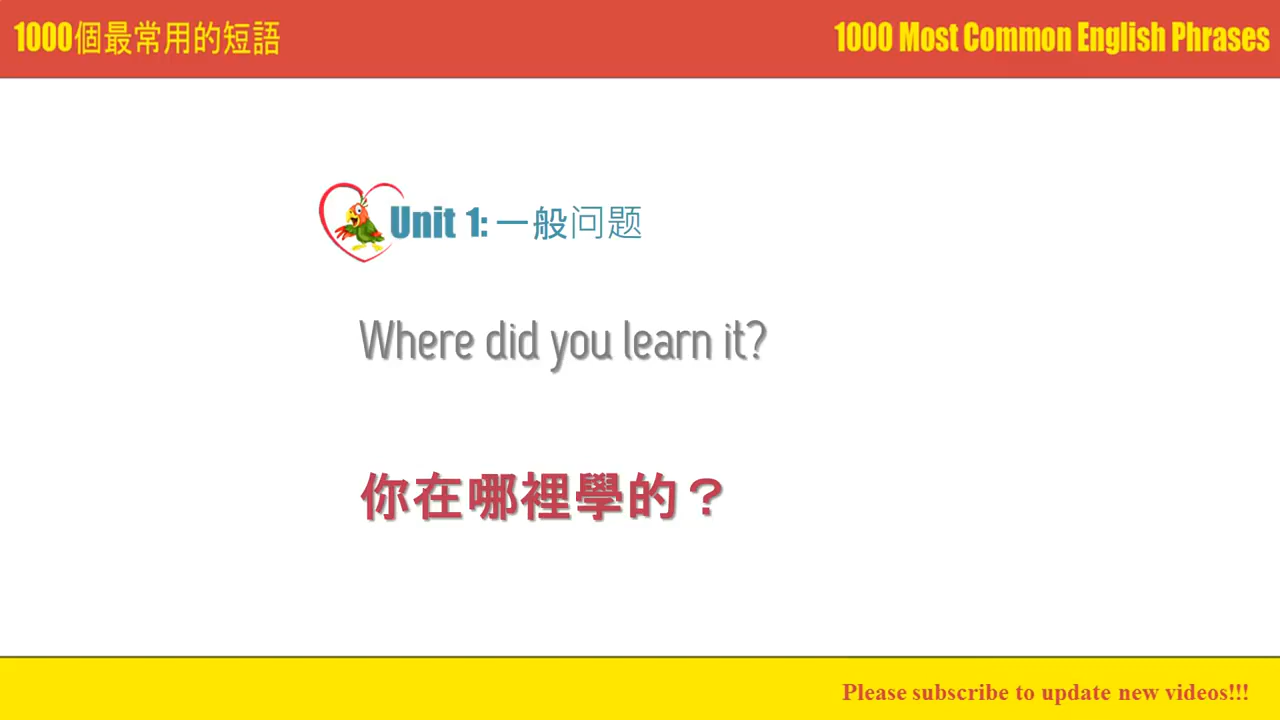 1000個最常用的短語
1000 Most Common English Phrases
Unit 1: 一般问题
Where did you learn it?
你在哪裡學的？
Please subscribe to update new videos!!!